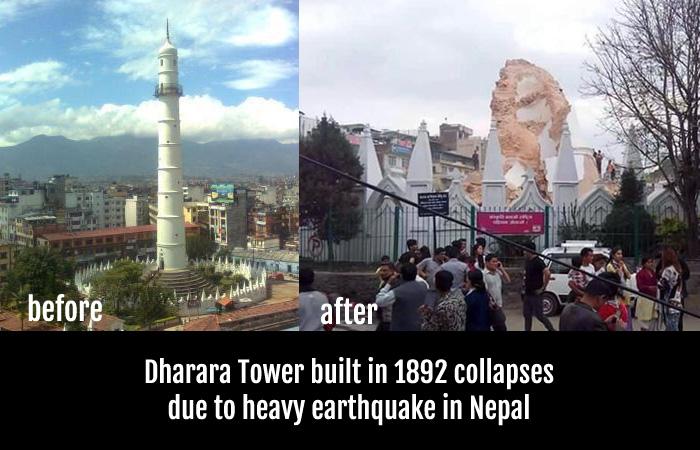 before
after
Dharara Tower built in 1892 collapses
due to heavy earthquake in Nepal